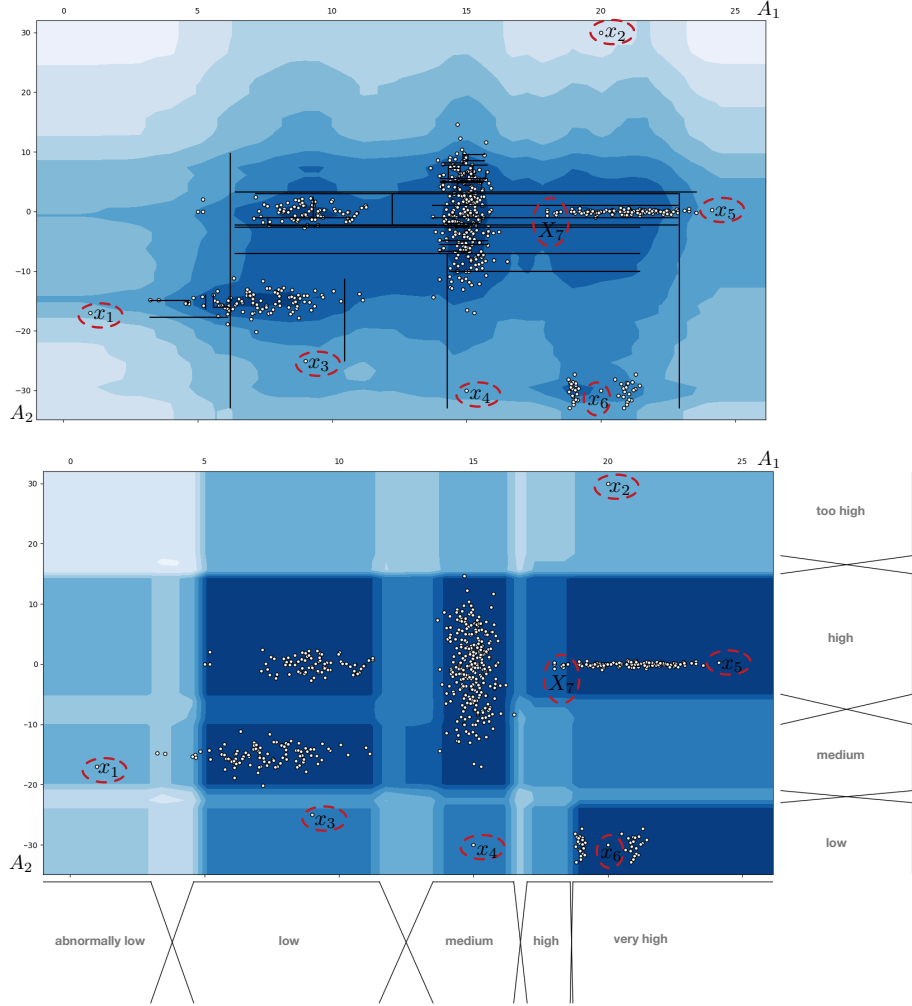 A₁
0 5 10 15 20 25
30
20
10
0
−10
−20
−30
x₂
x₅
X₇
x₁
x₃
x₄
x₆
A₂
A₁
0 5 10 15 20 25
30
20
10
0
−10
−20
−30
x₂
x₅
X₇
x₁
x₃
x₄
x₆
A₂
too high
high
medium
low
abnormally low low medium high very high